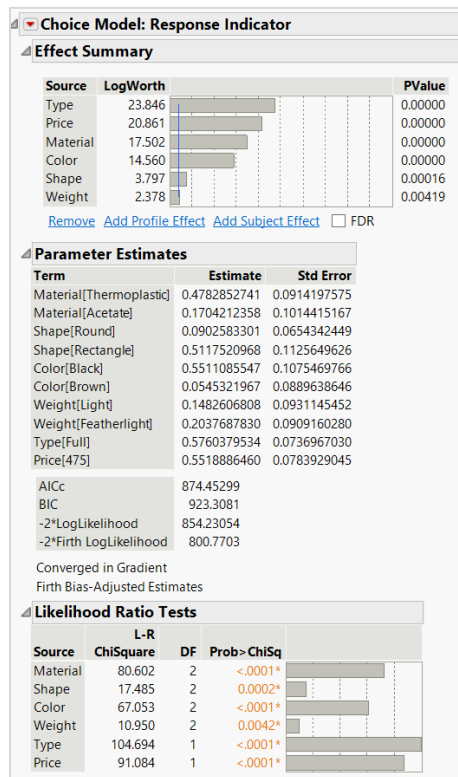 Choice Model: Response Indicator
Effect Summary
Source LogWorth PValue
Type 23.846 0.00000
Price 20.861 0.00000
Material 17.502 0.00000
Color 14.560 0.00000
Shape 3.797 0.00016
Weight 2.378 0.00419
Remove Add Profile Effect Add Subject Effect FDR
Parameter Estimates
Term Estimate Std Error
Material[Thermoplastic] 0.4782852741 0.0914197575
Material[Acetate] 0.1704212358 0.1014415167
Shape[Round] 0.0902583301 0.0654342449
Shape[Rectangle] 0.5117520968 0.1125649626
Color[Black] 0.5511085547 0.1075469766
Color[Brown] 0.0545321967 0.0889638646
Weight[Light] 0.1482606808 0.0931145452
Weight[Featherlight] 0.2037687830 0.0909160280
Type[Full] 0.5760379534 0.0736967030
Price[475] 0.5518886460 0.0783929045
AICc 874.45299
BIC 923.3081
-2*LogLikelihood 854.23054
-2*Firth LogLikelihood 800.7703
Converged in Gradient
Firth Bias-Adjusted Estimates
Likelihood Ratio Tests
L-R
Source ChiSquare DF Prob>ChiSq
Material 80.602 2 <.0001*
Shape 17.485 2 0.0002*
Color 67.053 2 <.0001*
Weight 10.950 2 0.0042*
Type 104.694 1 <.0001*
Price 91.084 1 <.0001*